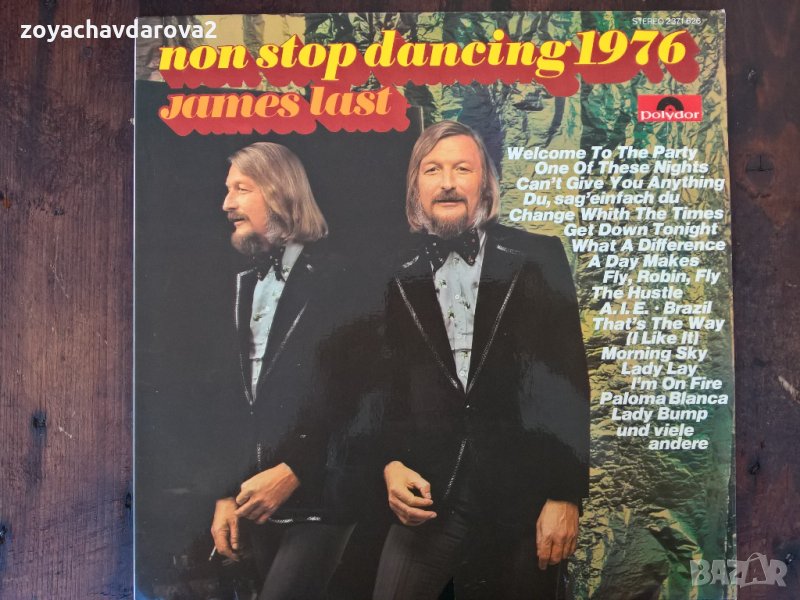 zoyachavdarova2
STEREO 2371 626
non stop dancing 1976
James last
polydor
Welcome To The Party
One Of These Nights
Can't Give You Anything
Du, sag'einfach du
Change Whith The Times
Get Down Tonight
What A Difference
A Day Makes
Fly, Robin, Fly
The Hustle
A.I.E. · Brazil
That's The Way
(I Like It)
Morning Sky
Lady Lay
I'm On Fire
Paloma Blanca
Lady Bump
und viele
andere
BAZAR
bg